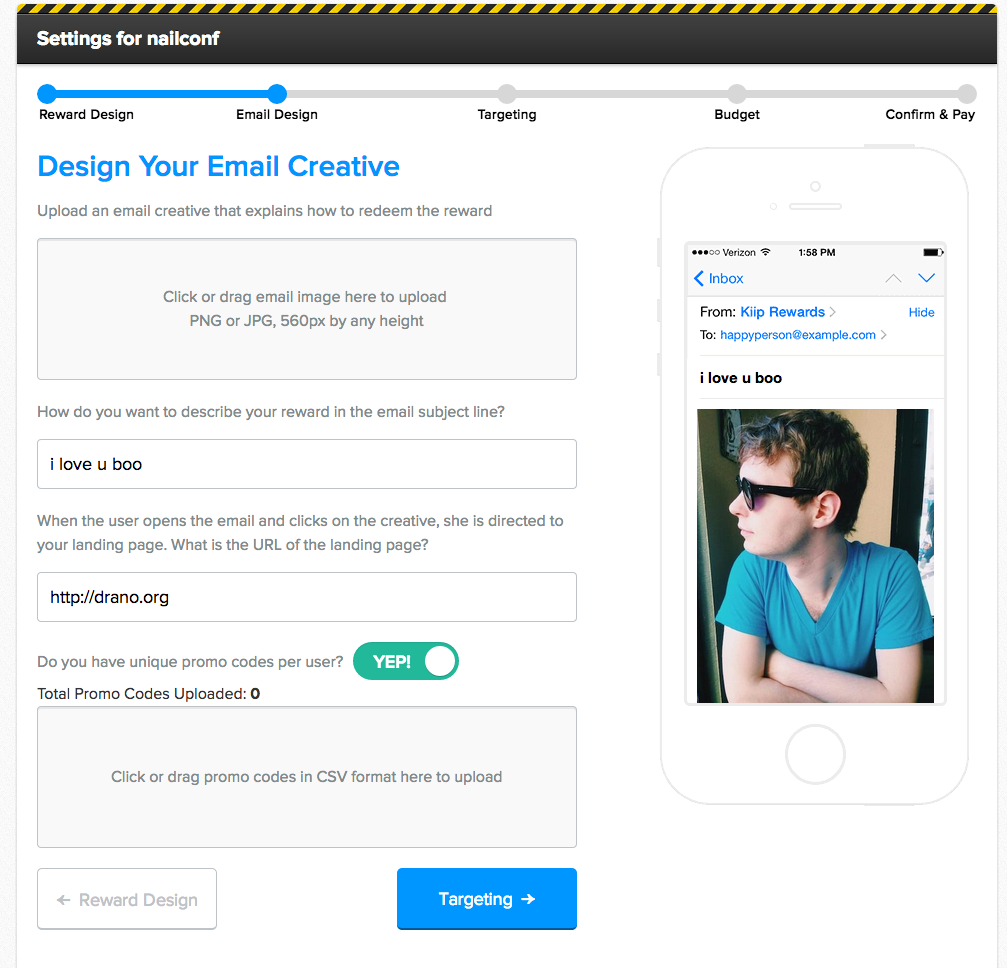 Settings for nailconf
Reward Design
Email Design
Targeting
Budget
Confirm & Pay
Design Your Email Creative
Upload an email creative that explains how to redeem the reward
Click or drag email image here to upload
PNG or JPG, 560px by any height
How do you want to describe your reward in the email subject line?
i love u boo
When the user opens the email and clicks on the creative, she is directed to
your landing page. What is the URL of the landing page?
http://drano.org
Do you have unique promo codes per user?
YEP!
Total Promo Codes Uploaded: 0
Click or drag promo codes in CSV format here to upload
← Reward Design
Targeting →
Verizon
1:58 PM
Inbox
From: Kiip Rewards
Hide
To: happyperson@example.com
i love u boo